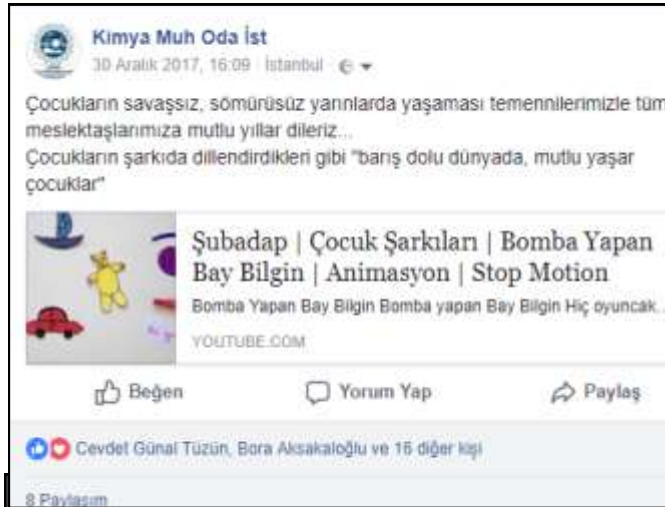 Kimya Muh Oda İst
30 Aralık 2017, 16:09 · İstanbul ·
Çocukların savaşsız, sömürüsüz yarınlarda yaşaması temennilerimizle tüm
meslektaşlarımıza mutlu yıllar dileriz...
Çocukların şarkıda dillendirdikleri gibi "barış dolu dünyada, mutlu yaşar
çocuklar"
Şubadap | Çocuk Şarkıları | Bomba Yapan
Bay Bilgin | Animasyon | Stop Motion
Bomba Yapan Bay Bilgin Bomba yapan Bay Bilgin Hiç oyuncak...
YOUTUBE.COM
Beğen Yorum Yap Paylaş
Cevdet Günal Tüzün, Bora Aksakaloğlu ve 16 diğer kişi
8 Paylaşım